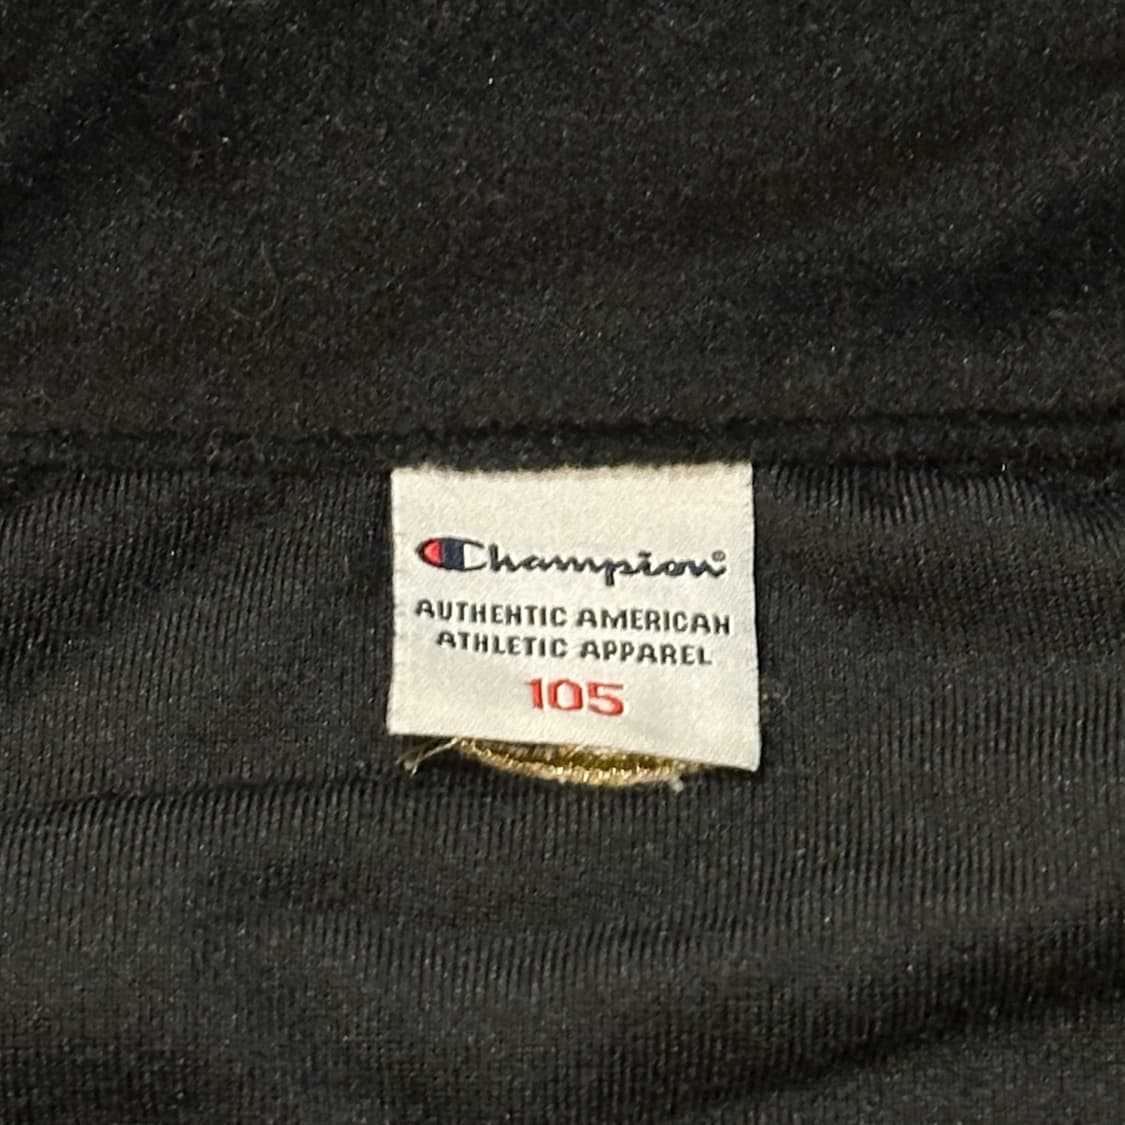 Champion®
AUTHENTIC AMERICAN
ATHLETIC APPAREL
105